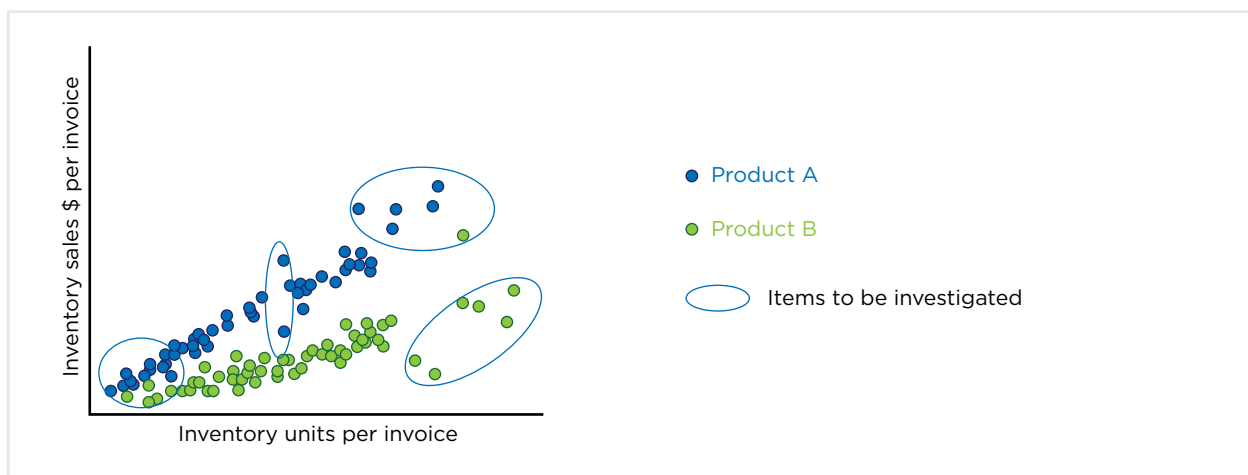 Inventory sales $ per invoice
Product A
Product B
Items to be investigated
Inventory units per invoice